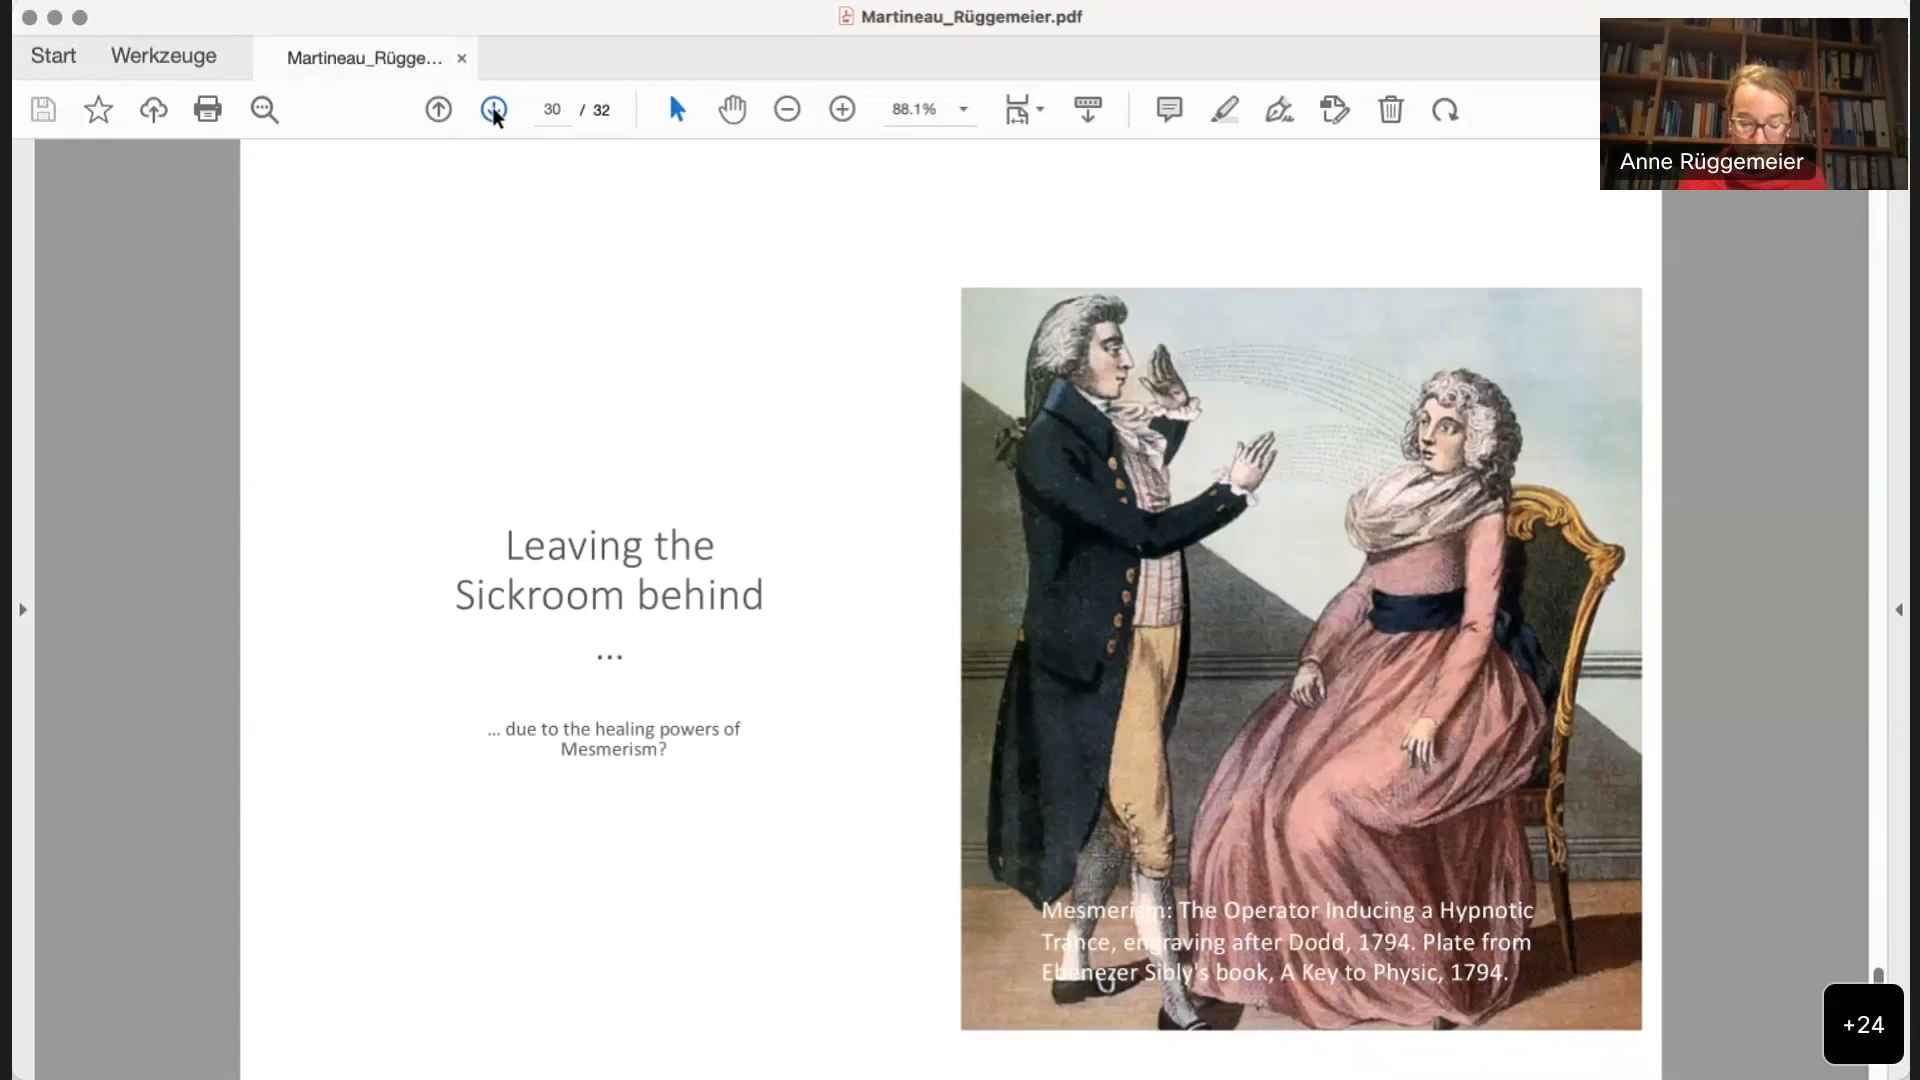 Martineau_Rüggemeier.pdf
Start
Werkzeuge
Martineau_Rügge...
30 / 32
88.1%
Anne Rüggemeier
Leaving the
Sickroom behind
...
... due to the healing powers of
Mesmerism?
Mesmerism: The Operator Inducing a Hypnotic
Trance, engraving after Dodd, 1794. Plate from
Ebenezer Sibly's book, A Key to Physic, 1794.
+24